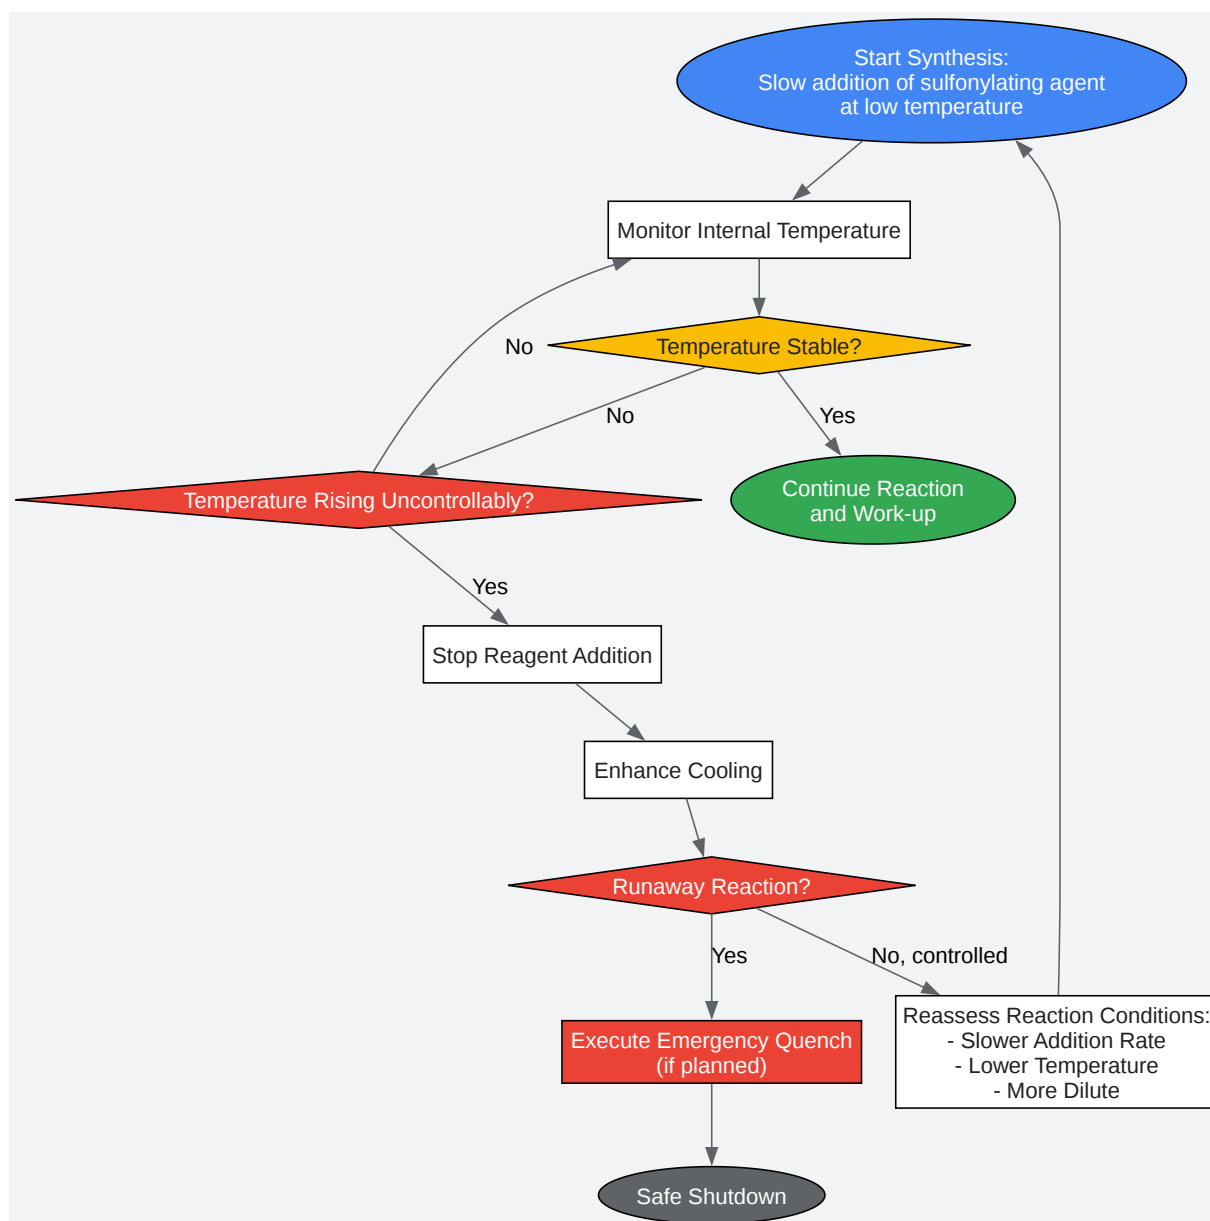 Start Synthesis:
Slow addition of sulfonylating agent
at low temperature
Monitor Internal Temperature
Temperature Stable?
No
No
Yes
Temperature Rising Uncontrollably?
Continue Reaction
and Work-up
Yes
Stop Reagent Addition
Enhance Cooling
Runaway Reaction?
Yes
No, controlled
Execute Emergency Quench
(if planned)
Reassess Reaction Conditions:
- Slower Addition Rate
- Lower Temperature
- More Dilute
Safe Shutdown